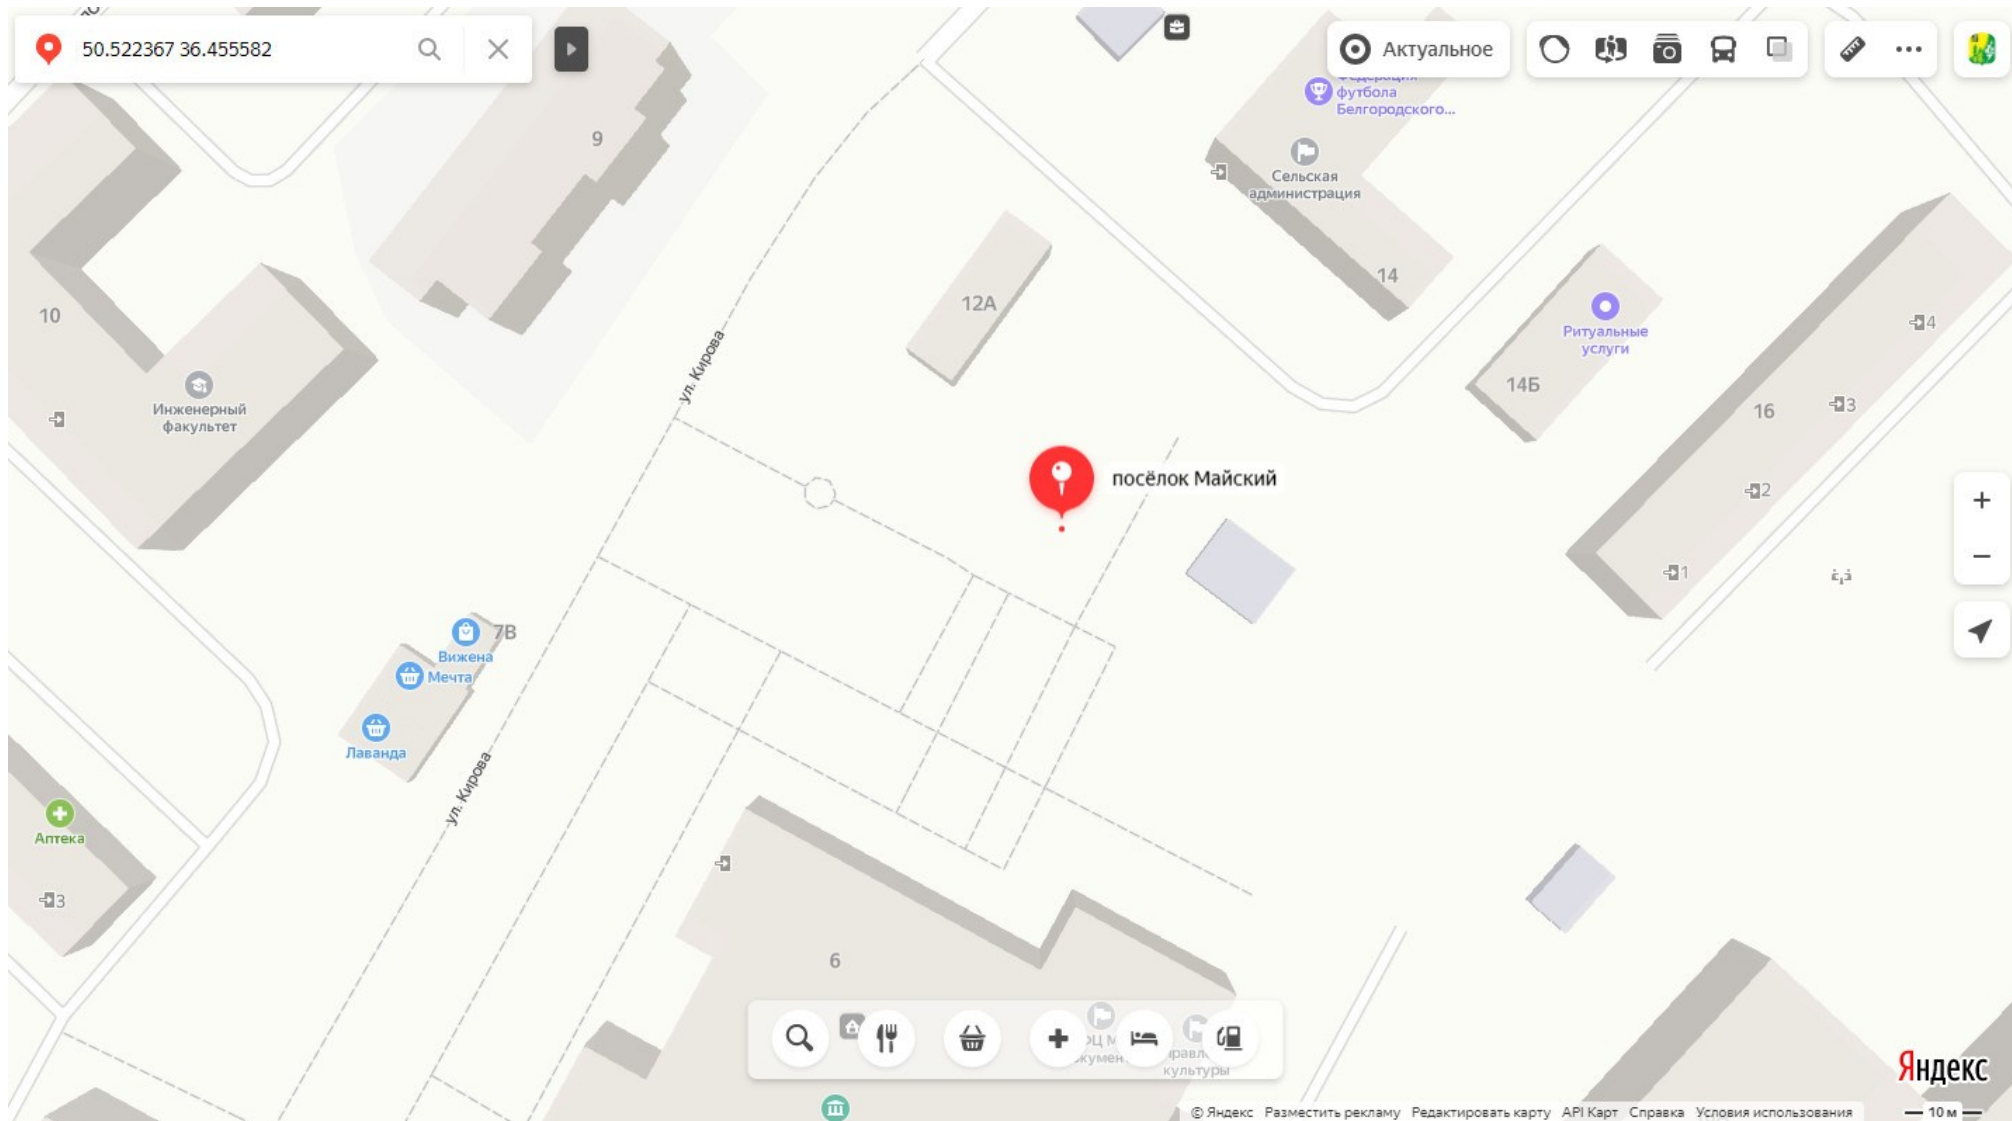 50.522367 36.455582
Актуальное
футбола
Белгородского...
9
Сельская
администрация
12А
14
10
Ритуальные
услуги
4
ул. Кирова
14Б
Инженерный
факультет
16
3
посёлок Майский
2
1
7В
Вижена
Мечта
Лаванда
ул. Кирова
Аптека
3
6
культуры
Яндекс
© Яндекс Разместить рекламу Редактировать карту API Карт Справка Условия использования
10 м